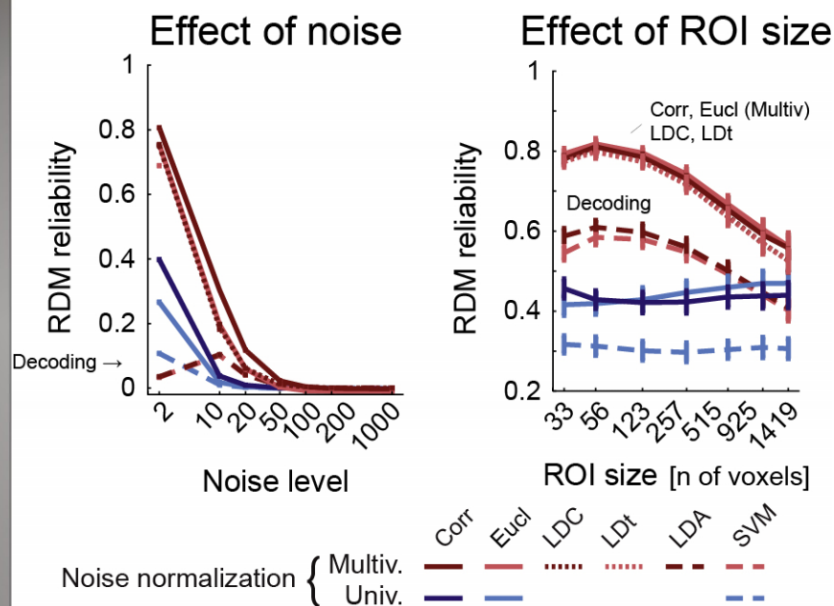 Effect of noise
1
0.8
0.6
0.4
0.2
0
RDM reliability
Decoding →
2 10 20 50 100 200 1000
Noise level
Effect of ROI size
1
0.8
0.6
0.4
0.2
RDM reliability
Corr, Eucl (Multiv)
LDC, LDt
Decoding
33 56 123 257 515 925 1419
ROI size [n of voxels]
Corr Eucl LDC LDt LDA SVM
Noise normalization { Multiv.
Univ.